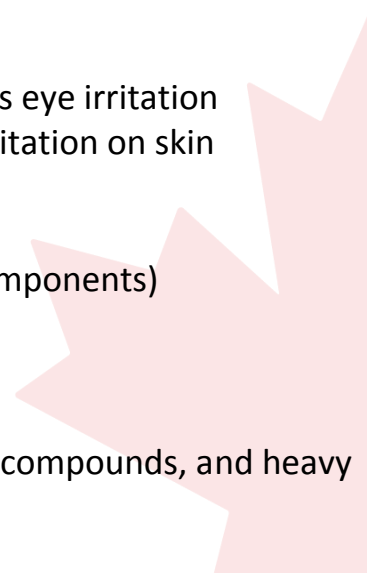 s eye irritation
itation on skin
mponents)
compounds, and heavy